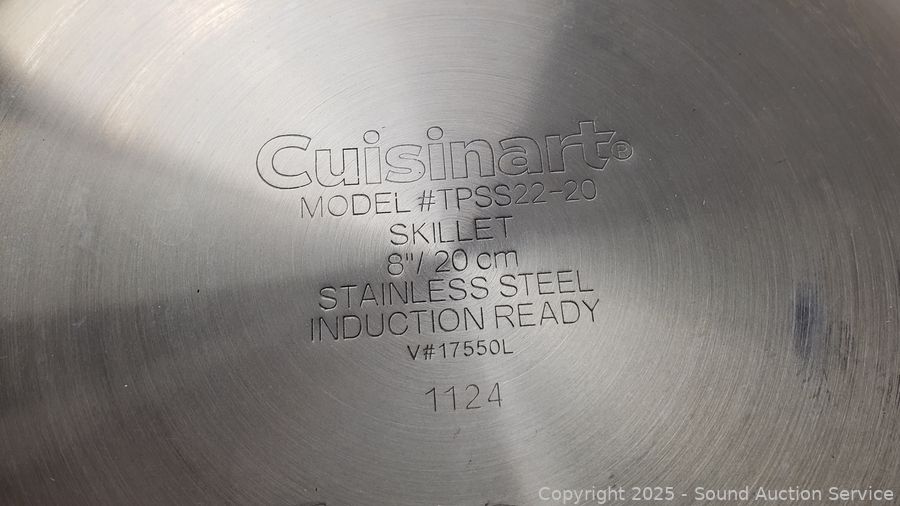 Cuisinart®
MODEL #TPSS22-20
SKILLET
8"/ 20 cm
STAINLESS STEEL
INDUCTION READY
V#17550L
1124
Copyright 2025 - Sound Auction Service